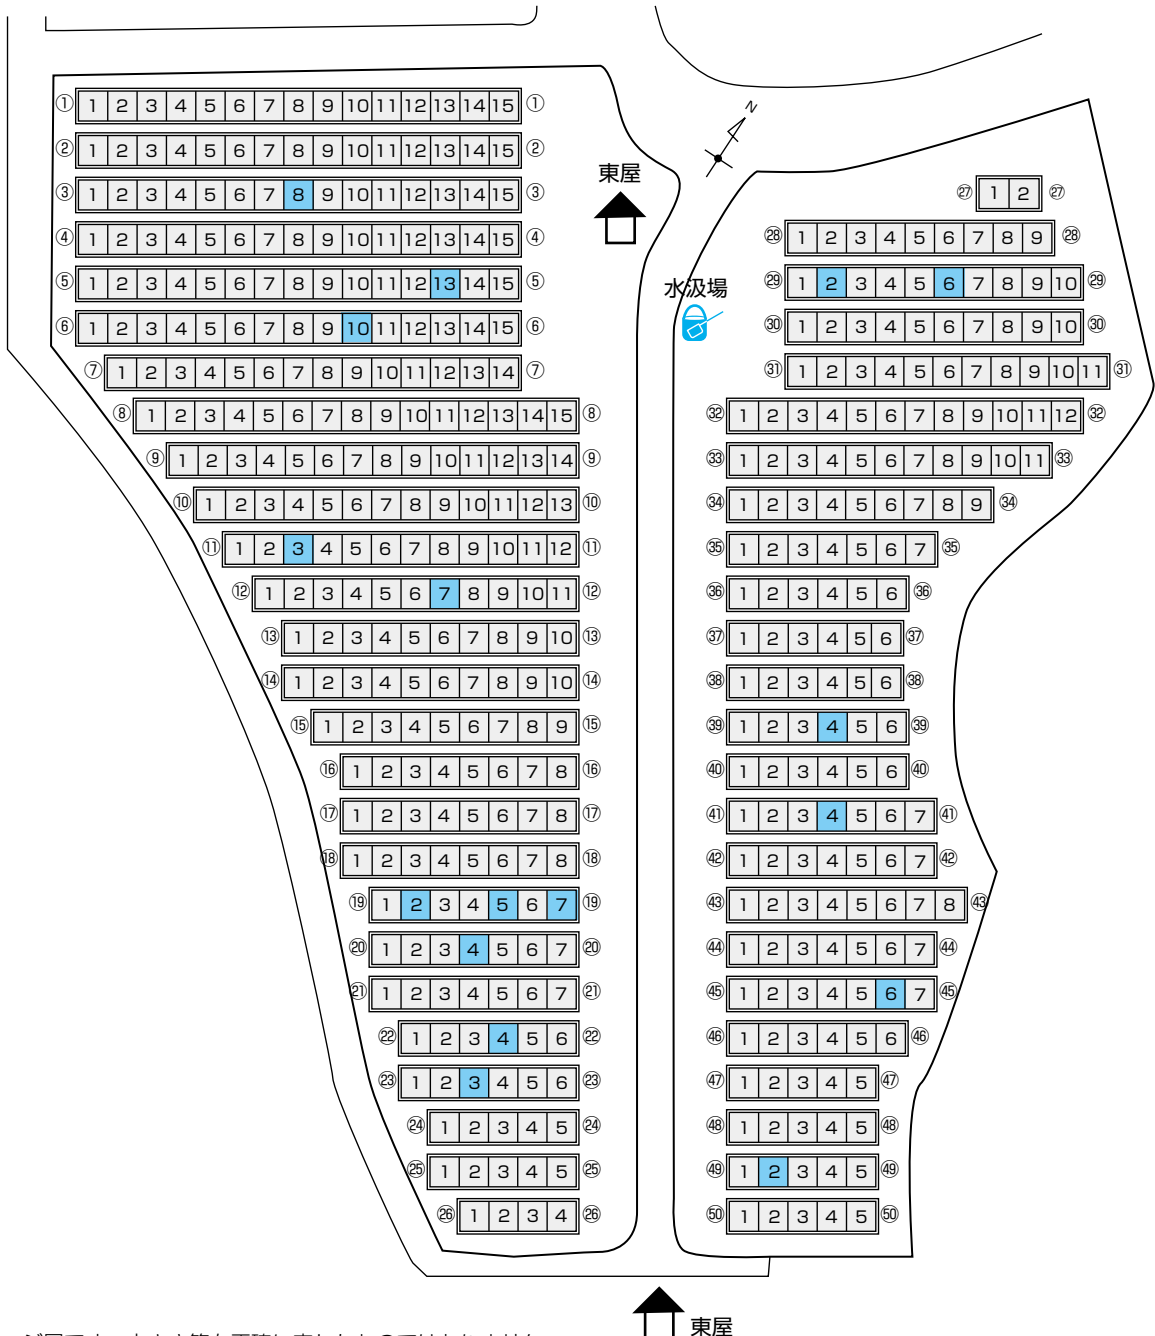 ① 1 2 3 4 5 6 7 8 9 10 11 12 13 14 15 ①
② 1 2 3 4 5 6 7 8 9 10 11 12 13 14 15 ②
③ 1 2 3 4 5 6 7 8 9 10 11 12 13 14 15 ③
④ 1 2 3 4 5 6 7 8 9 10 11 12 13 14 15 ④
⑤ 1 2 3 4 5 6 7 8 9 10 11 12 13 14 15 ⑤
⑥ 1 2 3 4 5 6 7 8 9 10 11 12 13 14 15 ⑥
⑦ 1 2 3 4 5 6 7 8 9 10 11 12 13 14 ⑦
⑧ 1 2 3 4 5 6 7 8 9 10 11 12 13 14 15 ⑧
⑨ 1 2 3 4 5 6 7 8 9 10 11 12 13 14 ⑨
⑩ 1 2 3 4 5 6 7 8 9 10 11 12 13 ⑩
⑪ 1 2 3 4 5 6 7 8 9 10 11 12 ⑪
⑫ 1 2 3 4 5 6 7 8 9 10 11 ⑫
⑬ 1 2 3 4 5 6 7 8 9 10 ⑬
⑭ 1 2 3 4 5 6 7 8 9 10 ⑭
⑮ 1 2 3 4 5 6 7 8 9 ⑮
⑯ 1 2 3 4 5 6 7 8 ⑯
⑰ 1 2 3 4 5 6 7 8 ⑰
⑱ 1 2 3 4 5 6 7 8 ⑱
⑲ 1 2 3 4 5 6 7 ⑲
⑳ 1 2 3 4 5 6 7 ⑳
㉑ 1 2 3 4 5 6 7 ㉑
㉒ 1 2 3 4 5 6 ㉒
㉓ 1 2 3 4 5 6 ㉓
㉔ 1 2 3 4 5 ㉔
㉕ 1 2 3 4 5 ㉕
㉖ 1 2 3 4 ㉖
N
東屋
水汲場
㉗ 1 2 ㉗
㉘ 1 2 3 4 5 6 7 8 9 ㉘
㉙ 1 2 3 4 5 6 7 8 9 10 ㉙
㉚ 1 2 3 4 5 6 7 8 9 10 ㉚
㉛ 1 2 3 4 5 6 7 8 9 10 11 ㉛
㉜ 1 2 3 4 5 6 7 8 9 10 11 12 ㉜
㉝ 1 2 3 4 5 6 7 8 9 10 11 ㉝
㉞ 1 2 3 4 5 6 7 8 9 ㉞
㉟ 1 2 3 4 5 6 7 ㉟
㊱ 1 2 3 4 5 6 ㊱
㊲ 1 2 3 4 5 6 ㊲
㊳ 1 2 3 4 5 6 ㊳
㊴ 1 2 3 4 5 6 ㊴
㊵ 1 2 3 4 5 6 ㊵
㊶ 1 2 3 4 5 6 7 ㊶
㊷ 1 2 3 4 5 6 7 ㊷
㊸ 1 2 3 4 5 6 7 8 ㊸
㊹ 1 2 3 4 5 6 7 ㊹
㊺ 1 2 3 4 5 6 7 ㊺
㊻ 1 2 3 4 5 6 ㊻
㊼ 1 2 3 4 5 ㊼
㊽ 1 2 3 4 5 ㊽
㊾ 1 2 3 4 5 ㊾
㊿ 1 2 3 4 5 ㊿
東屋